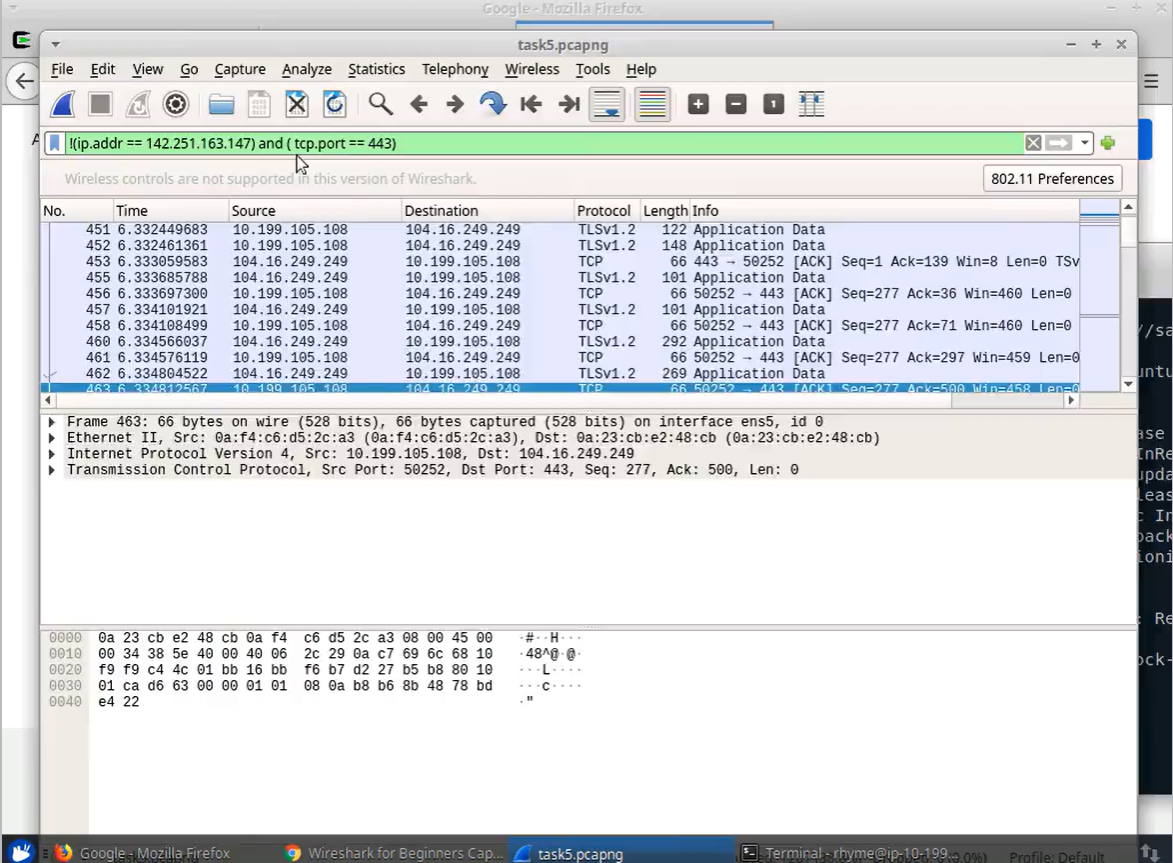 Google - Mozilla Firefox
task5.pcapng
File Edit View Go Capture Analyze Statistics Telephony Wireless Tools Help
!(ip.addr == 142.251.163.147) and ( tcp.port == 443)
Wireless controls are not supported in this version of Wireshark. 802.11 Preferences
No. Time Source Destination Protocol Length Info
451 6.332449683 10.199.105.108 104.16.249.249 TLSv1.2 122 Application Data
452 6.332461361 10.199.105.108 104.16.249.249 TLSv1.2 148 Application Data
453 6.333059583 104.16.249.249 10.199.105.108 TCP 66 443 → 50252 [ACK] Seq=1 Ack=139 Win=8 Len=0 TSv
455 6.333685788 104.16.249.249 10.199.105.108 TLSv1.2 101 Application Data
456 6.333697300 10.199.105.108 104.16.249.249 TCP 66 50252 → 443 [ACK] Seq=277 Ack=36 Win=460 Len=0
457 6.334101921 104.16.249.249 10.199.105.108 TLSv1.2 101 Application Data
458 6.334108499 10.199.105.108 104.16.249.249 TCP 66 50252 → 443 [ACK] Seq=277 Ack=71 Win=460 Len=0
460 6.334566037 104.16.249.249 10.199.105.108 TLSv1.2 292 Application Data
461 6.334576119 10.199.105.108 104.16.249.249 TCP 66 50252 → 443 [ACK] Seq=277 Ack=297 Win=459 Len=0
462 6.334804522 104.16.249.249 10.199.105.108 TLSv1.2 269 Application Data
463 6.334812567 10.199.105.108 104.16.249.249 TCP 66 50252 → 443 [ACK] Seq=277 Ack=500 Win=458 Len=0
Frame 463: 66 bytes on wire (528 bits), 66 bytes captured (528 bits) on interface ens5, id 0
Ethernet II, Src: 0a:f4:c6:d5:2c:a3 (0a:f4:c6:d5:2c:a3), Dst: 0a:23:cb:e2:48:cb (0a:23:cb:e2:48:cb)
Internet Protocol Version 4, Src: 10.199.105.108, Dst: 104.16.249.249
Transmission Control Protocol, Src Port: 50252, Dst Port: 443, Seq: 277, Ack: 500, Len: 0
0000 0a 23 cb e2 48 cb 0a f4 c6 d5 2c a3 08 00 45 00 ·#··H···
0010 00 34 38 5e 40 00 40 06 2c 29 0a c7 69 6c 68 10 ·48^@·@·
0020 f9 f9 c4 4c 01 bb 16 bb f6 b7 d2 27 b5 b8 80 10 ···L····
0030 01 ca d6 63 00 00 01 01 08 0a b8 b6 8b 48 78 bd ···c····
0040 e4 22 ·"
Google - Mozilla Firefox Wireshark for Beginners Cap... task5.pcapng Terminal - rhyme@ip-10-199...
Profile: Default